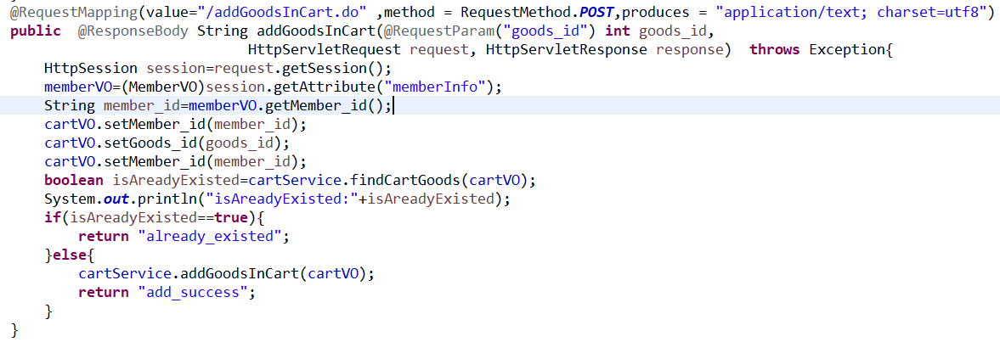 @RequestMapping(value="/addGoodsInCart.do" ,method = RequestMethod.POST,produces = "application/text; charset=utf8")
public  @ResponseBody String addGoodsInCart(@RequestParam("goods_id") int goods_id,
                            HttpServletRequest request, HttpServletResponse response)  throws Exception{
    HttpSession session=request.getSession();
    memberVO=(MemberVO)session.getAttribute("memberInfo");
    String member_id=memberVO.getMember_id();
    cartVO.setMember_id(member_id);
    cartVO.setGoods_id(goods_id);
    cartVO.setMember_id(member_id);
    boolean isAreadyExisted=cartService.findCartGoods(cartVO);
    System.out.println("isAreadyExisted:"+isAreadyExisted);
    if(isAreadyExisted==true){
        return "already_existed";
    }else{
        cartService.addGoodsInCart(cartVO);
        return "add_success";
    }
}